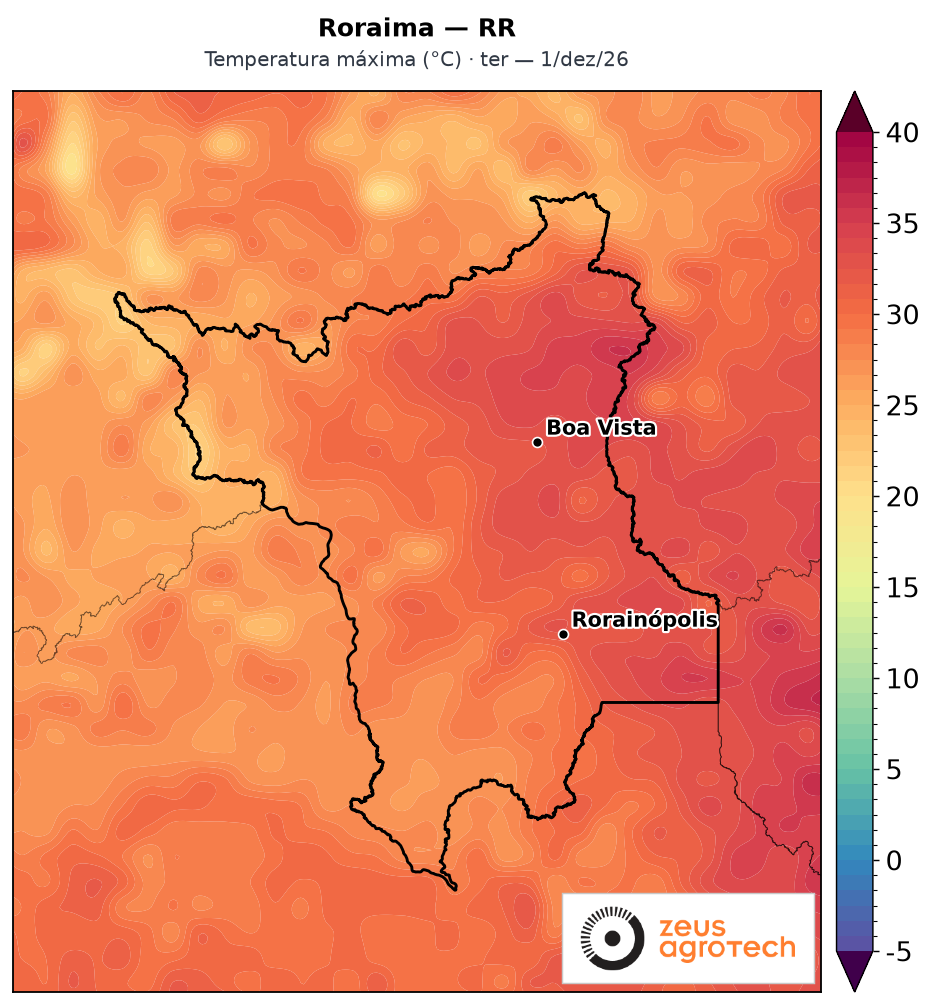 Roraima — RR
Temperatura máxima (°C) · ter — 1/dez/26
40
35
30
25
20
15
10
5
0
-5
Boa Vista
Rorainópolis
zeus
agrotech